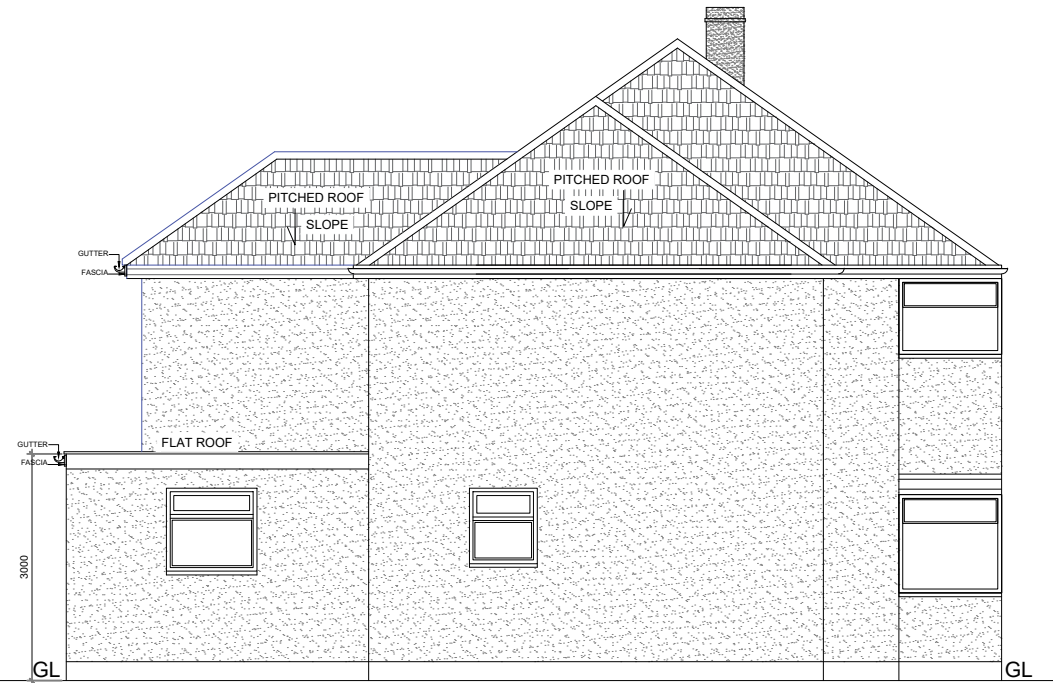 PITCHED ROOF
SLOPE
PITCHED ROOF
SLOPE
GUTTER
FASCIA
GUTTER
FASCIA
FLAT ROOF
3000
GL
GL